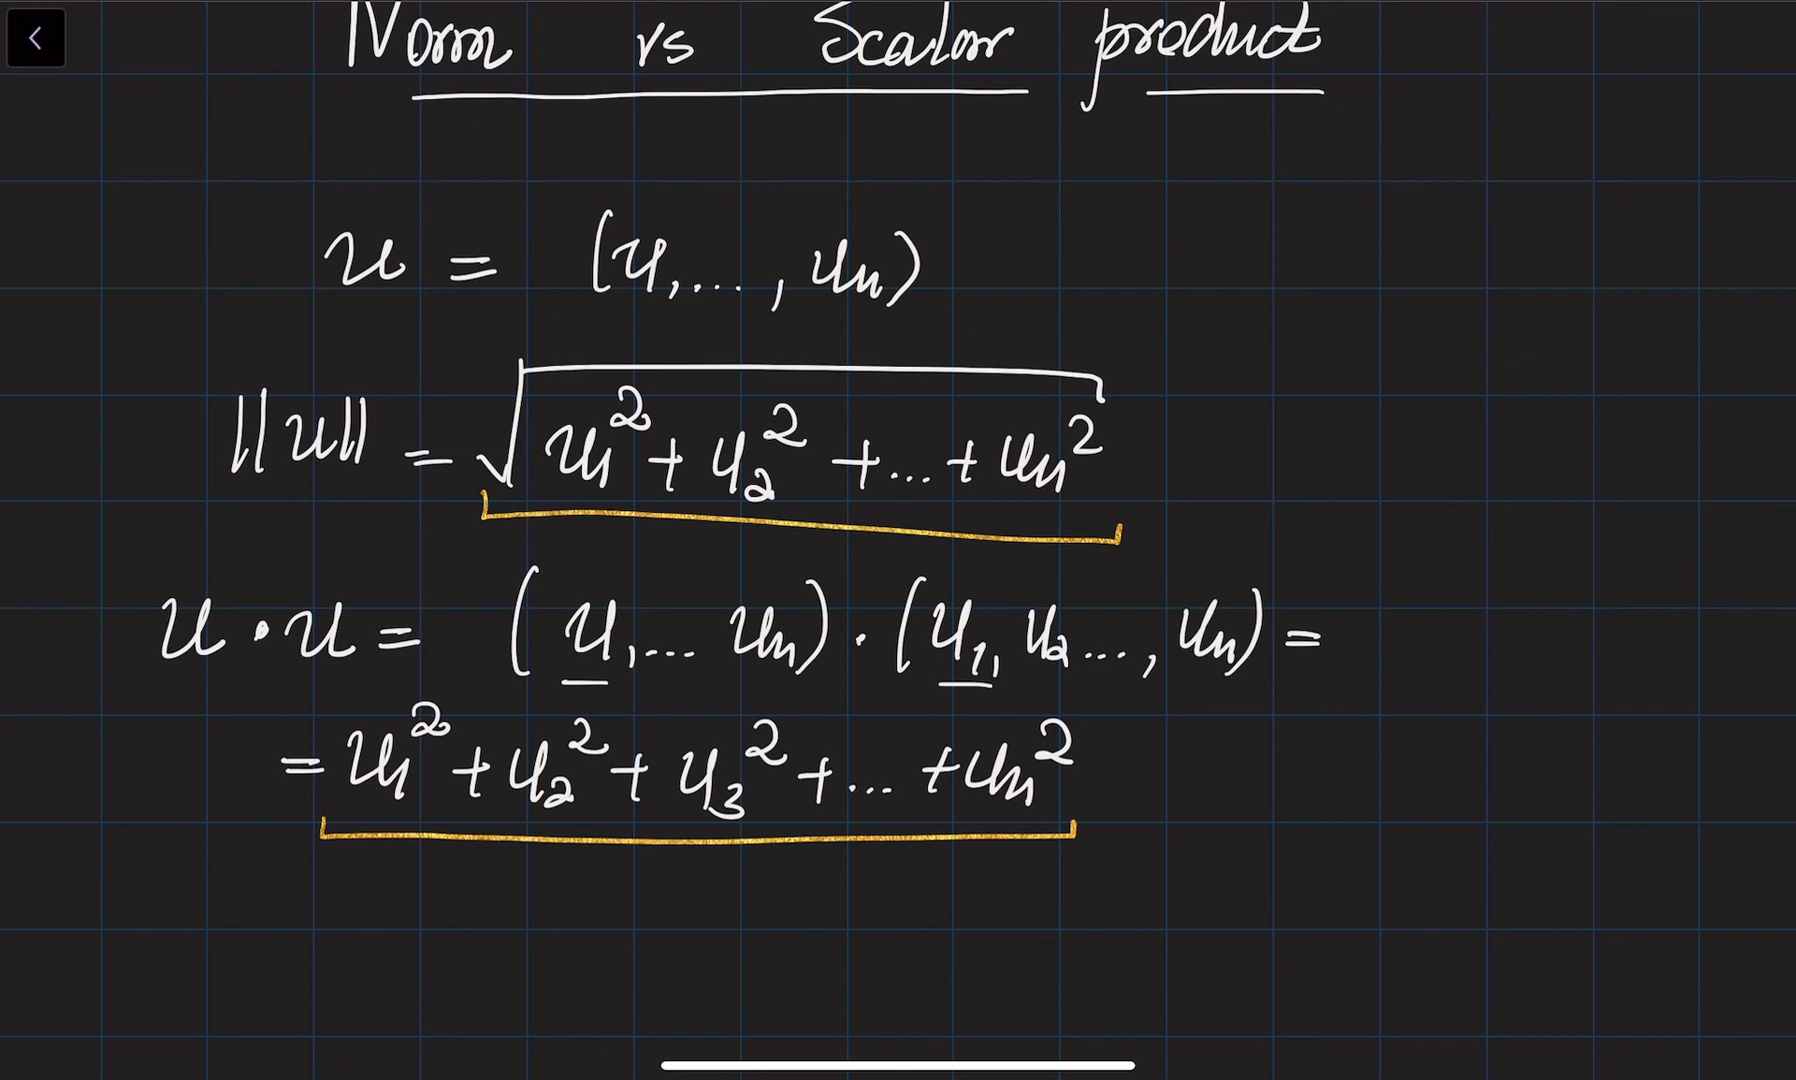 Norm vs Scalar product
u = (u₁, ... , uₙ)
||u|| = √(u₁² + u₂² + ... + uₙ²)
u · u = (u₁, ... uₙ) · (u₁, u₂ ... , uₙ) =
= u₁² + u₂² + u₃² + ... + uₙ²